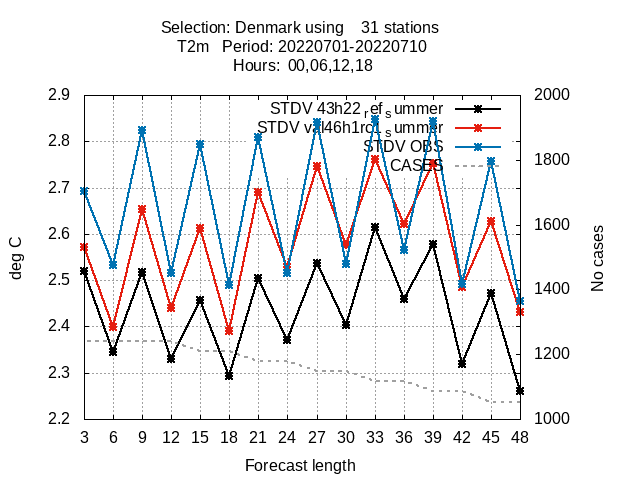 Selection: Denmark using 31 stations
T2m Period: 20220701-20220710
Hours: 00,06,12,18
2.9
2.8
2.7
2.6
2.5
2.4
2.3
2.2
deg C
2000
1800
1600
1400
1200
1000
No cases
STDV 43h22ref summer
STDV OBS
CASES
3 6 9 12 15 18 21 24 27 30 33 36 39 42 45 48
Forecast length